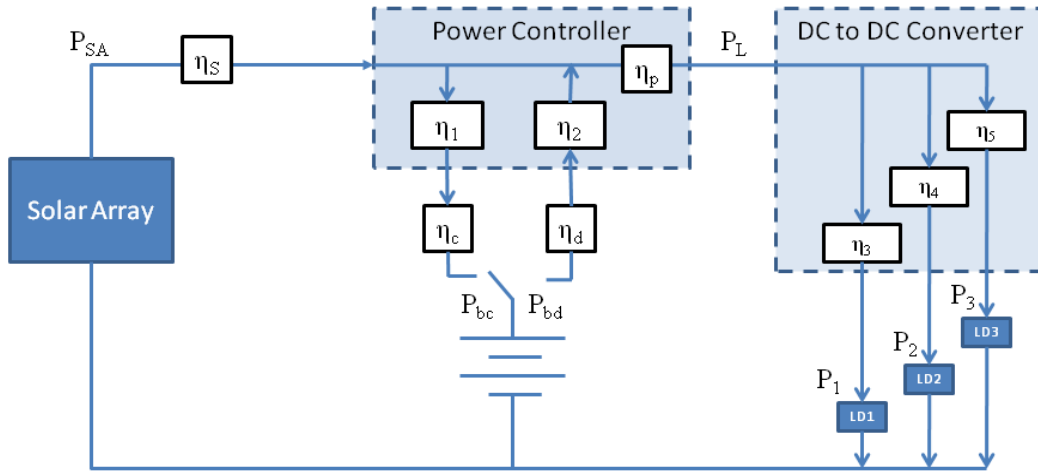 Power Controller
DC to DC Converter
P_SA
η_S
η_p
P_L
η_1
η_2
η_5
η_4
Solar Array
η_c
η_d
η_3
P_bc
P_bd
P_3
LD3
P_2
LD2
P_1
LD1